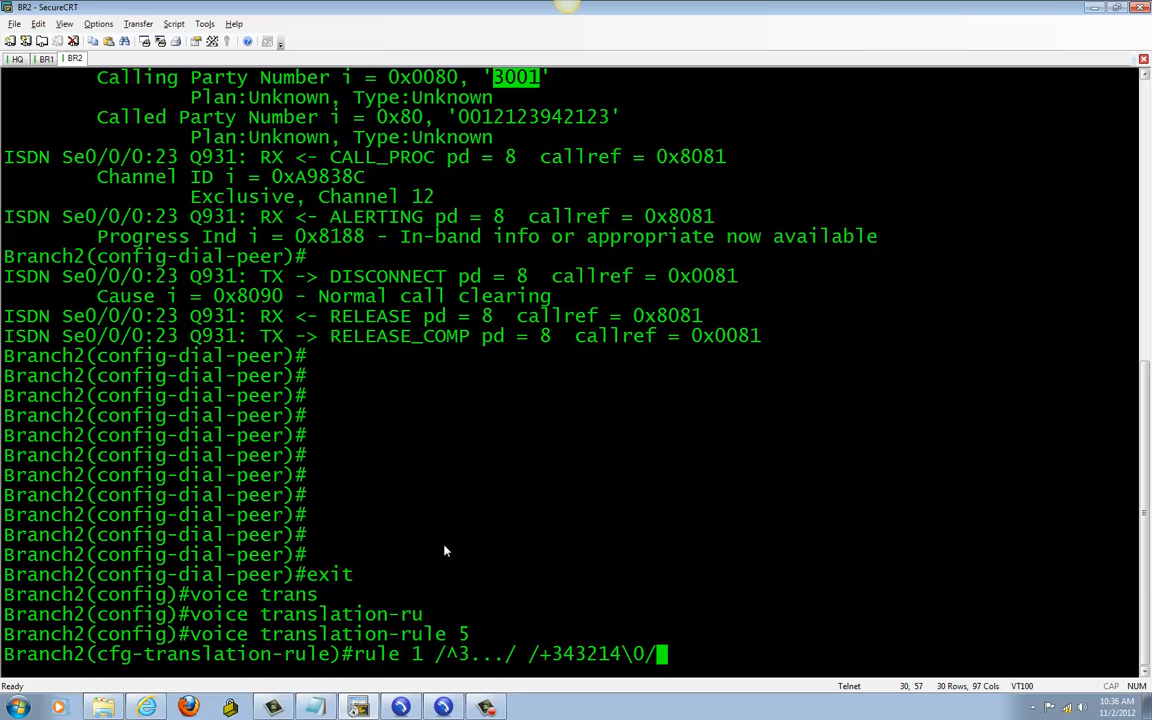 BR2 - SecureCRT
File Edit View Options Transfer Script Tools Help
HQ BR1 BR2
Calling Party Number i = 0x0080, '3001'
Plan:Unknown, Type:Unknown
Called Party Number i = 0x80, '0012123942123'
Plan:Unknown, Type:Unknown
ISDN Se0/0/0:23 Q931: RX <- CALL_PROC pd = 8 callref = 0x8081
Channel ID i = 0xA9838C
Exclusive, Channel 12
ISDN Se0/0/0:23 Q931: RX <- ALERTING pd = 8 callref = 0x8081
Progress Ind i = 0x8188 - In-band info or appropriate now available
Branch2(config-dial-peer)#
ISDN Se0/0/0:23 Q931: TX -> DISCONNECT pd = 8 callref = 0x0081
Cause i = 0x8090 - Normal call clearing
ISDN Se0/0/0:23 Q931: RX <- RELEASE pd = 8 callref = 0x8081
ISDN Se0/0/0:23 Q931: TX -> RELEASE_COMP pd = 8 callref = 0x0081
Branch2(config-dial-peer)#
Branch2(config-dial-peer)#
Branch2(config-dial-peer)#
Branch2(config-dial-peer)#
Branch2(config-dial-peer)#
Branch2(config-dial-peer)#
Branch2(config-dial-peer)#
Branch2(config-dial-peer)#
Branch2(config-dial-peer)#
Branch2(config-dial-peer)#
Branch2(config-dial-peer)#
Branch2(config-dial-peer)#exit
Branch2(config)#voice trans
Branch2(config)#voice translation-ru
Branch2(config)#voice translation-rule 5
Branch2(cfg-translation-rule)#rule 1 /^3.../ /+343214\0/
Ready Telnet 30, 57 30 Rows, 97 Cols VT100 CAP NUM
10:36 AM
11/2/2012